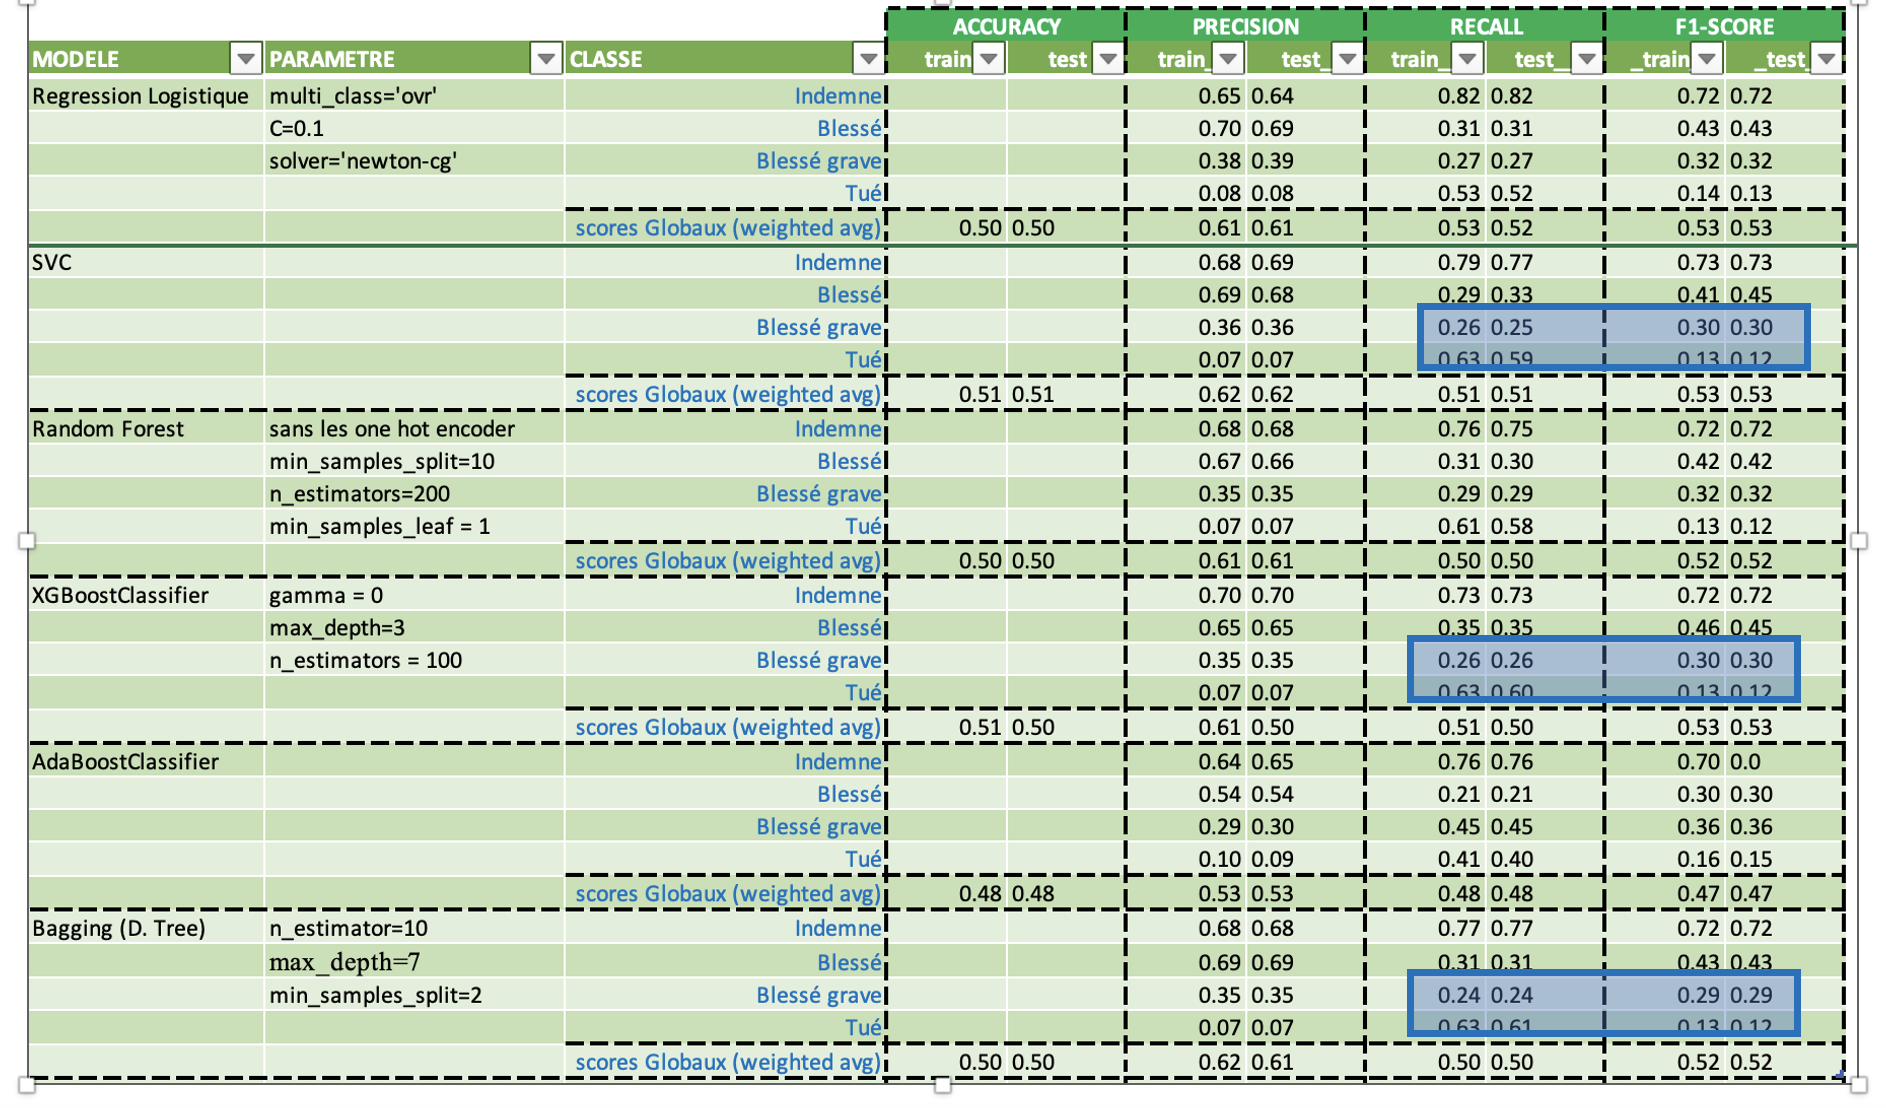 ACCURACY PRECISION RECALL F1-SCORE
MODELE PARAMETRE CLASSE train test train_ test_ train_ test_ _train _test_
Regression Logistique multi_class='ovr' Indemne 0.65 0.64 0.82 0.82 0.72 0.72
C=0.1 Blessé 0.70 0.69 0.31 0.31 0.43 0.43
solver='newton-cg' Blessé grave 0.38 0.39 0.27 0.27 0.32 0.32
Tué 0.08 0.08 0.53 0.52 0.14 0.13
scores Globaux (weighted avg) 0.50 0.50 0.61 0.61 0.53 0.52 0.53 0.53
SVC Indemne 0.68 0.69 0.79 0.77 0.73 0.73
Blessé 0.69 0.68 0.29 0.33 0.41 0.45
Blessé grave 0.36 0.36 0.26 0.25 0.30 0.30
Tué 0.07 0.07 0.63 0.59 0.13 0.12
scores Globaux (weighted avg) 0.51 0.51 0.62 0.62 0.51 0.51 0.53 0.53
Random Forest sans les one hot encoder Indemne 0.68 0.68 0.76 0.75 0.72 0.72
min_samples_split=10 Blessé 0.67 0.66 0.31 0.30 0.42 0.42
n_estimators=200 Blessé grave 0.35 0.35 0.29 0.29 0.32 0.32
min_samples_leaf = 1 Tué 0.07 0.07 0.61 0.58 0.13 0.12
scores Globaux (weighted avg) 0.50 0.50 0.61 0.61 0.50 0.50 0.52 0.52
XGBoostClassifier gamma = 0 Indemne 0.70 0.70 0.73 0.73 0.72 0.72
max_depth=3 Blessé 0.65 0.65 0.35 0.35 0.46 0.45
n_estimators = 100 Blessé grave 0.35 0.35 0.26 0.26 0.30 0.30
Tué 0.07 0.07 0.63 0.60 0.13 0.12
scores Globaux (weighted avg) 0.51 0.50 0.61 0.50 0.51 0.50 0.53 0.53
AdaBoostClassifier Indemne 0.64 0.65 0.76 0.76 0.70 0.0
Blessé 0.54 0.54 0.21 0.21 0.30 0.30
Blessé grave 0.29 0.30 0.45 0.45 0.36 0.36
Tué 0.10 0.09 0.41 0.40 0.16 0.15
scores Globaux (weighted avg) 0.48 0.48 0.53 0.53 0.48 0.48 0.47 0.47
Bagging (D. Tree) n_estimator=10 Indemne 0.68 0.68 0.77 0.77 0.72 0.72
max_depth=7 Blessé 0.69 0.69 0.31 0.31 0.43 0.43
min_samples_split=2 Blessé grave 0.35 0.35 0.24 0.24 0.29 0.29
Tué 0.07 0.07 0.63 0.61 0.13 0.12
scores Globaux (weighted avg) 0.50 0.50 0.62 0.61 0.50 0.50 0.52 0.52